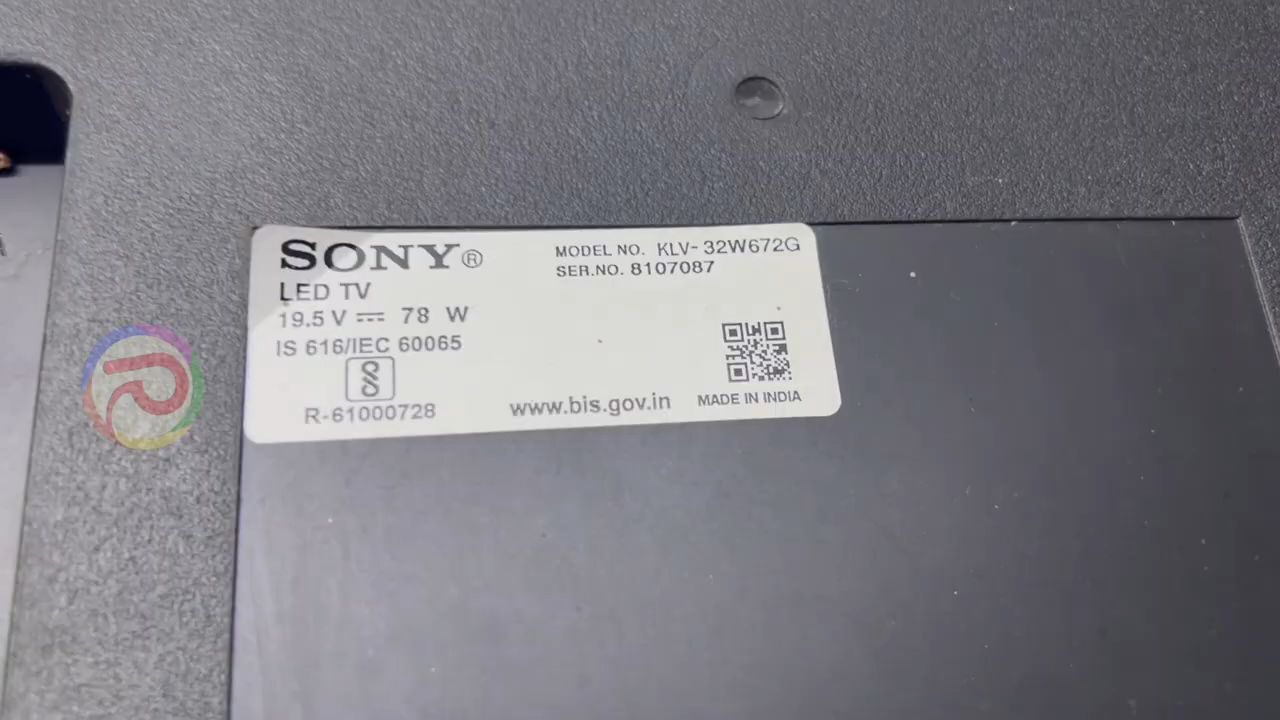 SONY®
LED TV
19.5 V ⎓ 78 W
IS 616/IEC 60065
R-61000728
MODEL NO. KLV-32W672G
SER.NO. 8107087
www.bis.gov.in
MADE IN INDIA